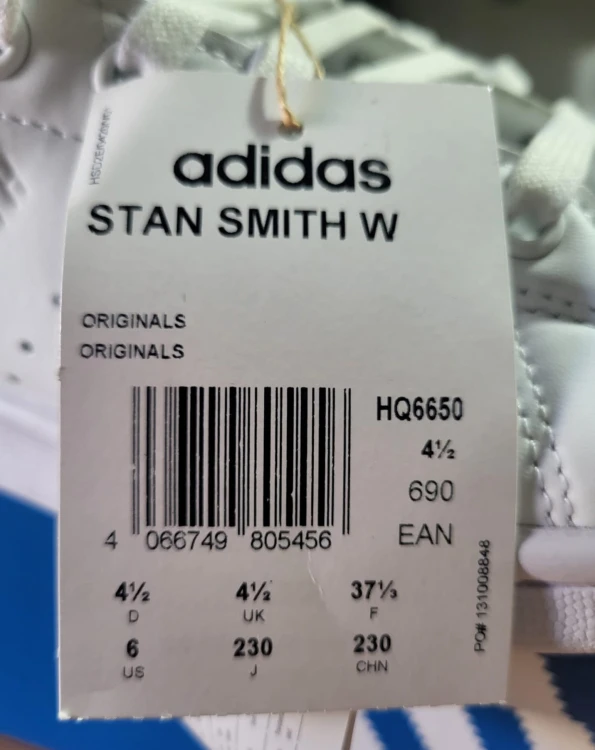 adidas
STAN SMITH W
ORIGINALS
ORIGINALS
HQ6650
4½
690
EAN
4 066749 805456
4½ 4½ 37⅓
D UK F
6 230 230
US J CHN
PO# 131008848